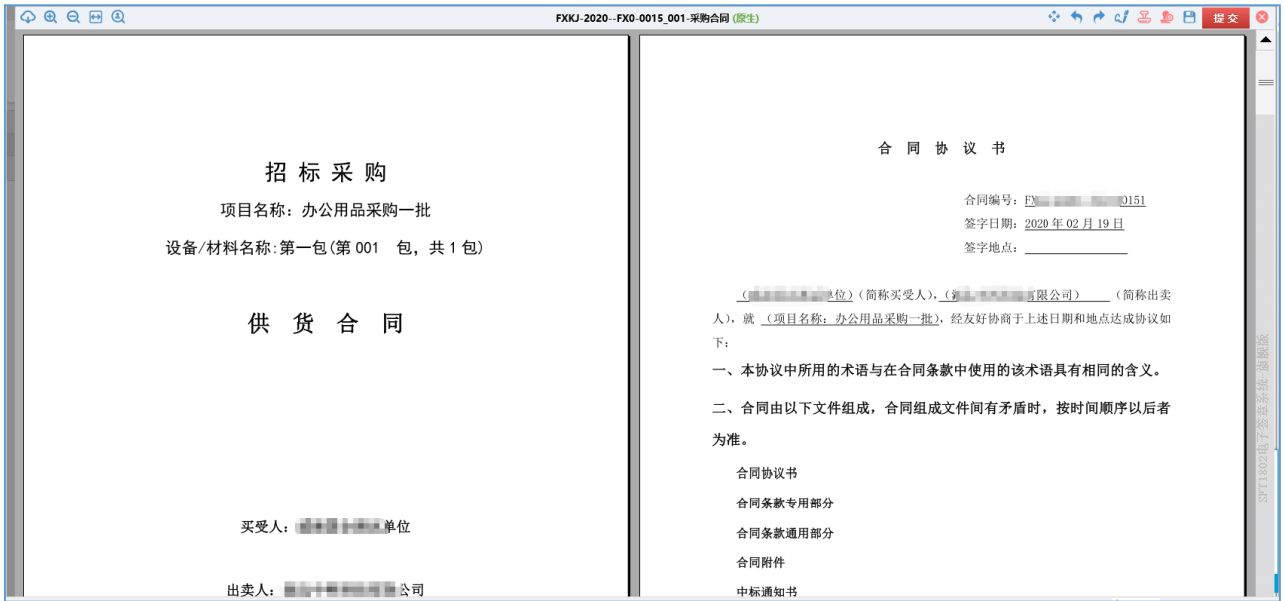 FXKJ-2020--FX0-0015_001-采购合同 (原生)
提交
招 标 采 购
项目名称：办公用品采购一批
设备/材料名称:第一包(第 001 包，共 1 包)
供 货 合 同
买受人： 单位
出卖人： 公司
合 同 协 议 书
合同编号：FX 0151
签字日期：2020 年 02 月 19 日
签字地点：
（ 单位）（简称买受人），（ 有限公司） （简称出卖
人），就 （项目名称：办公用品采购一批），经友好协商于上述日期和地点达成协议如
下：
一、本协议中所用的术语与在合同条款中使用的该术语具有相同的含义。
二、合同由以下文件组成，合同组成文件间有矛盾时，按时间顺序以后者
为准。
合同协议书
合同条款专用部分
合同条款通用部分
合同附件
中标通知书